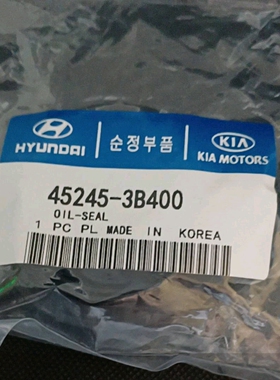 HYUNDAI
순정부품
KIA
KIA MOTORS
45245-3B400
OIL-SEAL
1 PC PL MADE IN KOREA